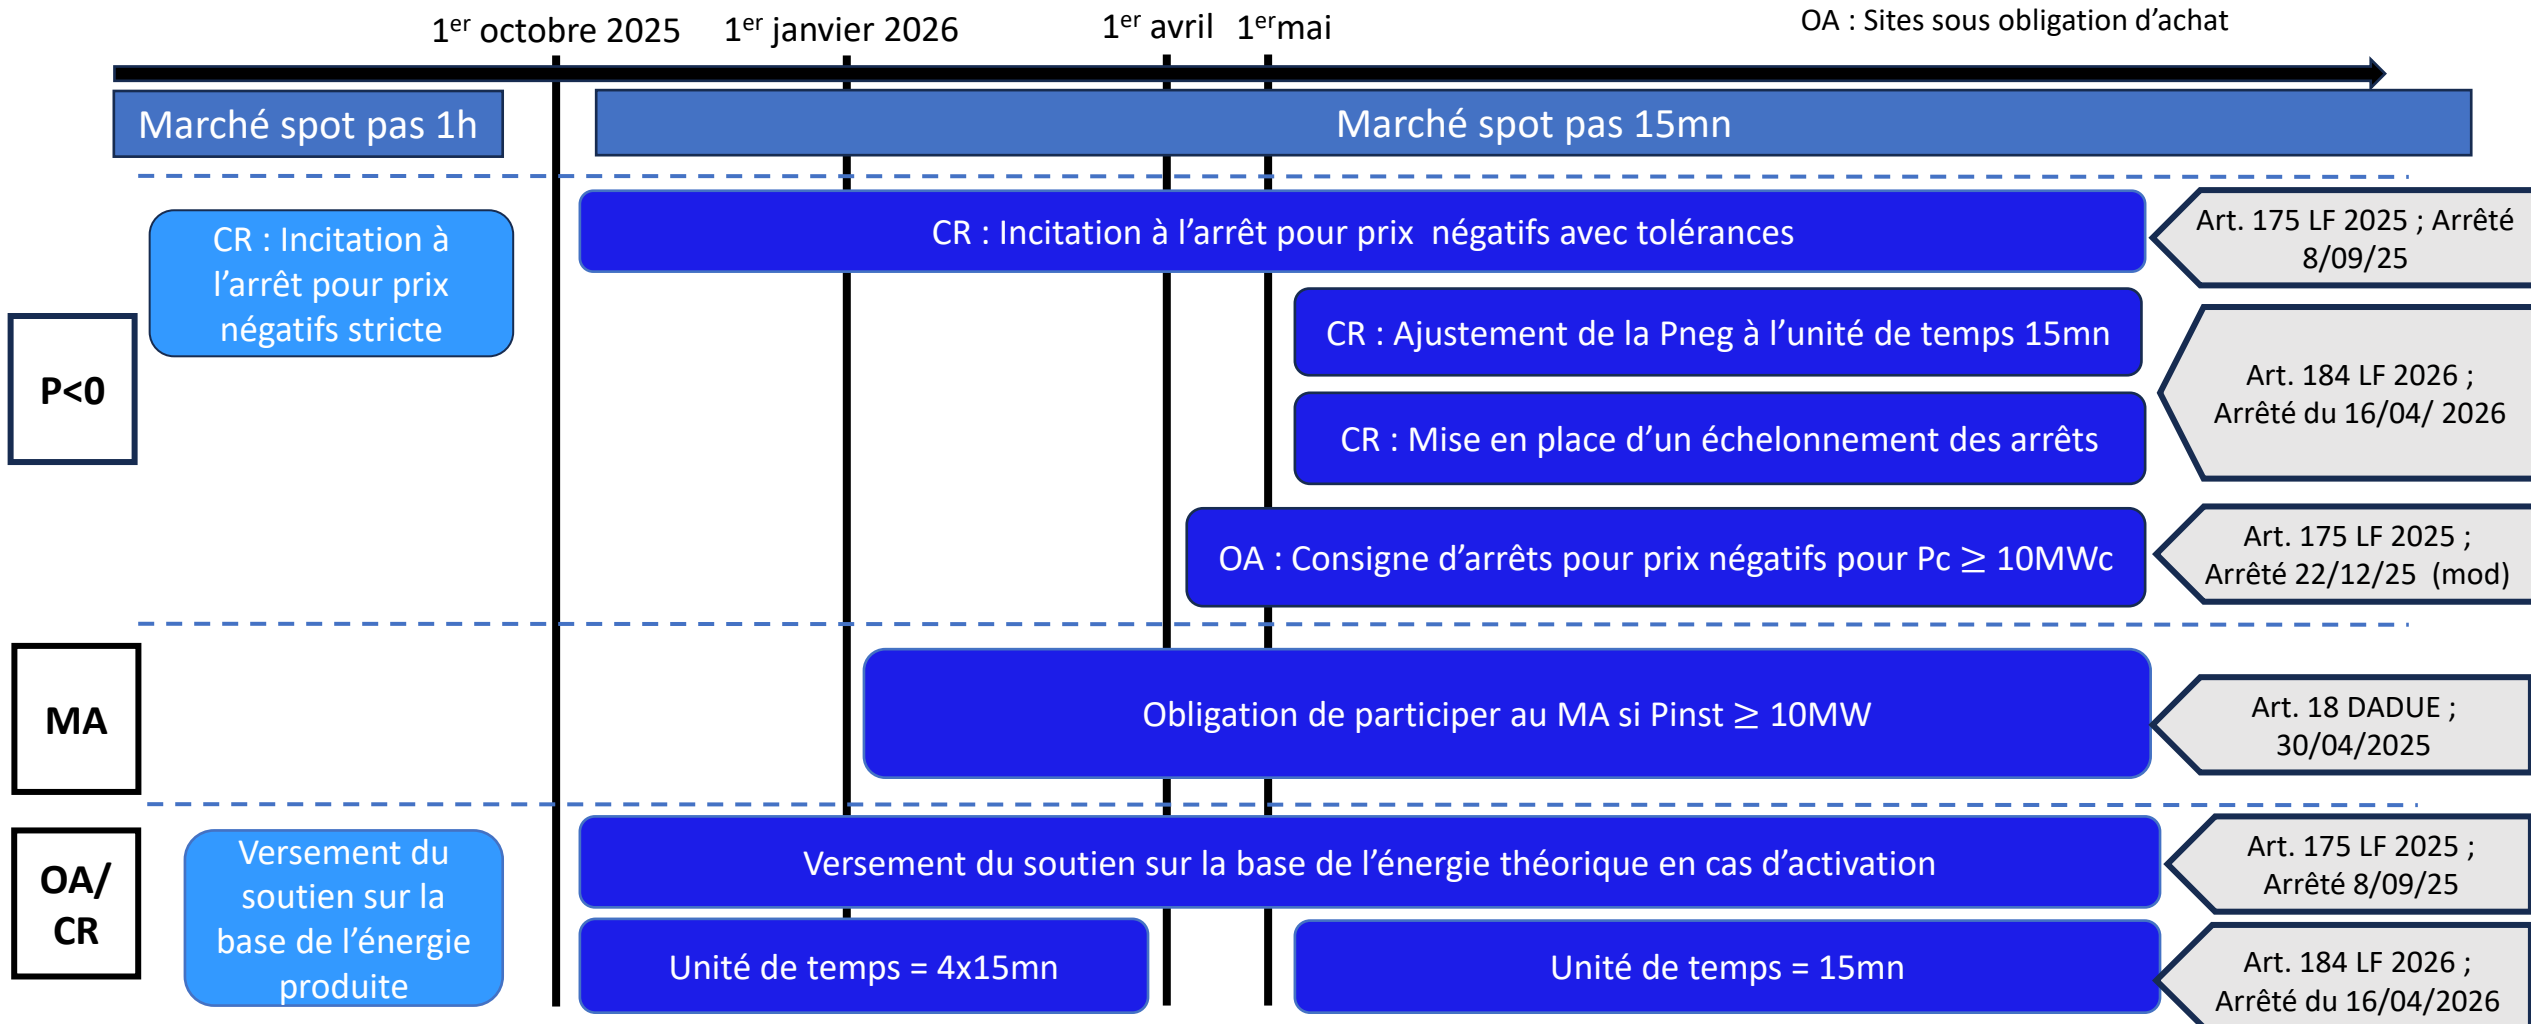 1er octobre 2025
1er janvier 2026
1er avril
1ermai
OA : Sites sous obligation d’achat
Marché spot pas 1h
Marché spot pas 15mn
CR : Incitation à
l’arrêt pour prix
négatifs stricte
CR : Incitation à l’arrêt pour prix  négatifs avec tolérances
Art. 175 LF 2025 ; Arrêté
8/09/25
P<0
CR : Ajustement de la Pneg à l’unité de temps 15mn
CR : Mise en place d’un échelonnement des arrêts
Art. 184 LF 2026 ;
Arrêté du 16/04/ 2026
OA : Consigne d’arrêts pour prix négatifs pour Pc ≥ 10MWc
Art. 175 LF 2025 ;
Arrêté 22/12/25  (mod)
MA
Obligation de participer au MA si Pinst ≥ 10MW
Art. 18 DADUE ;
30/04/2025
OA/
CR
Versement du
soutien sur la
base de l’énergie
produite
Versement du soutien sur la base de l’énergie théorique en cas d’activation
Art. 175 LF 2025 ;
Arrêté 8/09/25
Unité de temps = 4x15mn
Unité de temps = 15mn
Art. 184 LF 2026 ;
Arrêté du 16/04/2026